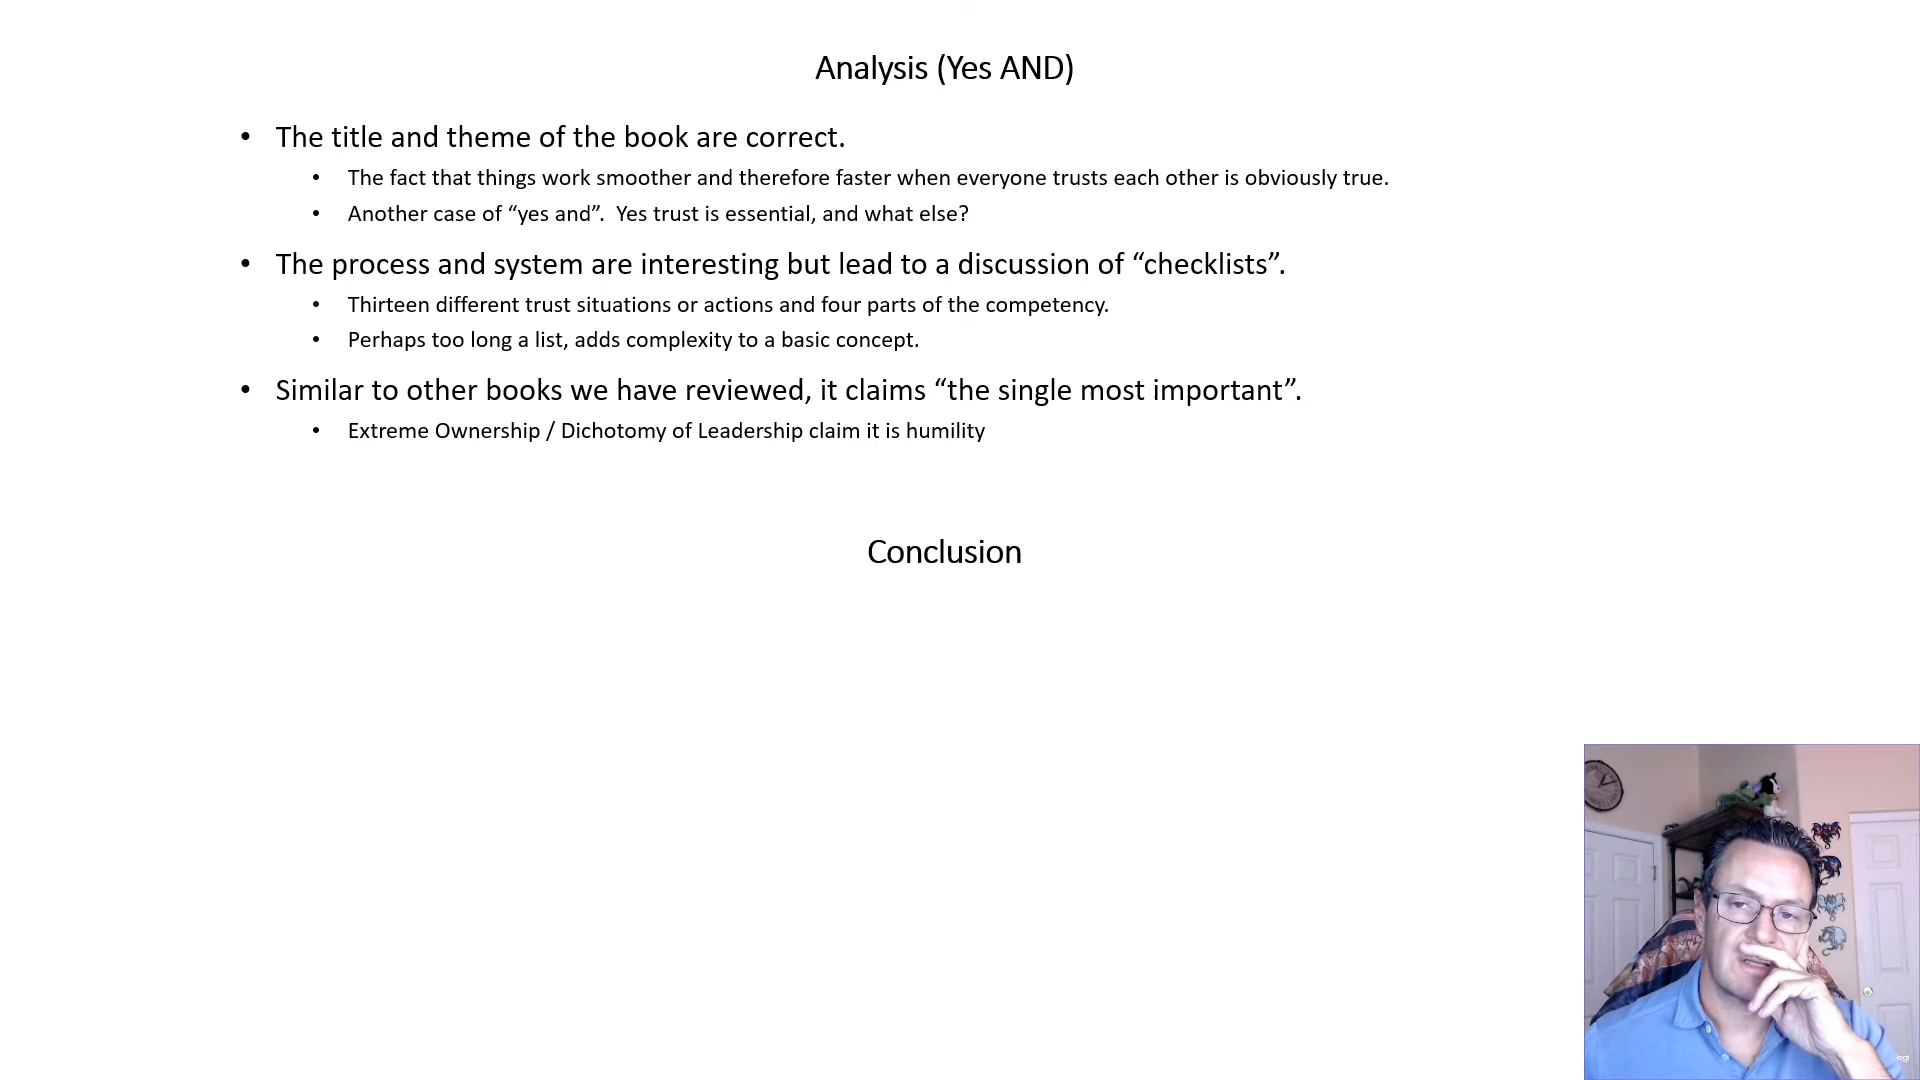 Analysis (Yes AND)
• The title and theme of the book are correct.
• The fact that things work smoother and therefore faster when everyone trusts each other is obviously true.
• Another case of “yes and”.  Yes trust is essential, and what else?
• The process and system are interesting but lead to a discussion of “checklists”.
• Thirteen different trust situations or actions and four parts of the competency.
• Perhaps too long a list, adds complexity to a basic concept.
• Similar to other books we have reviewed, it claims “the single most important”.
• Extreme Ownership / Dichotomy of Leadership claim it is humility
Conclusion